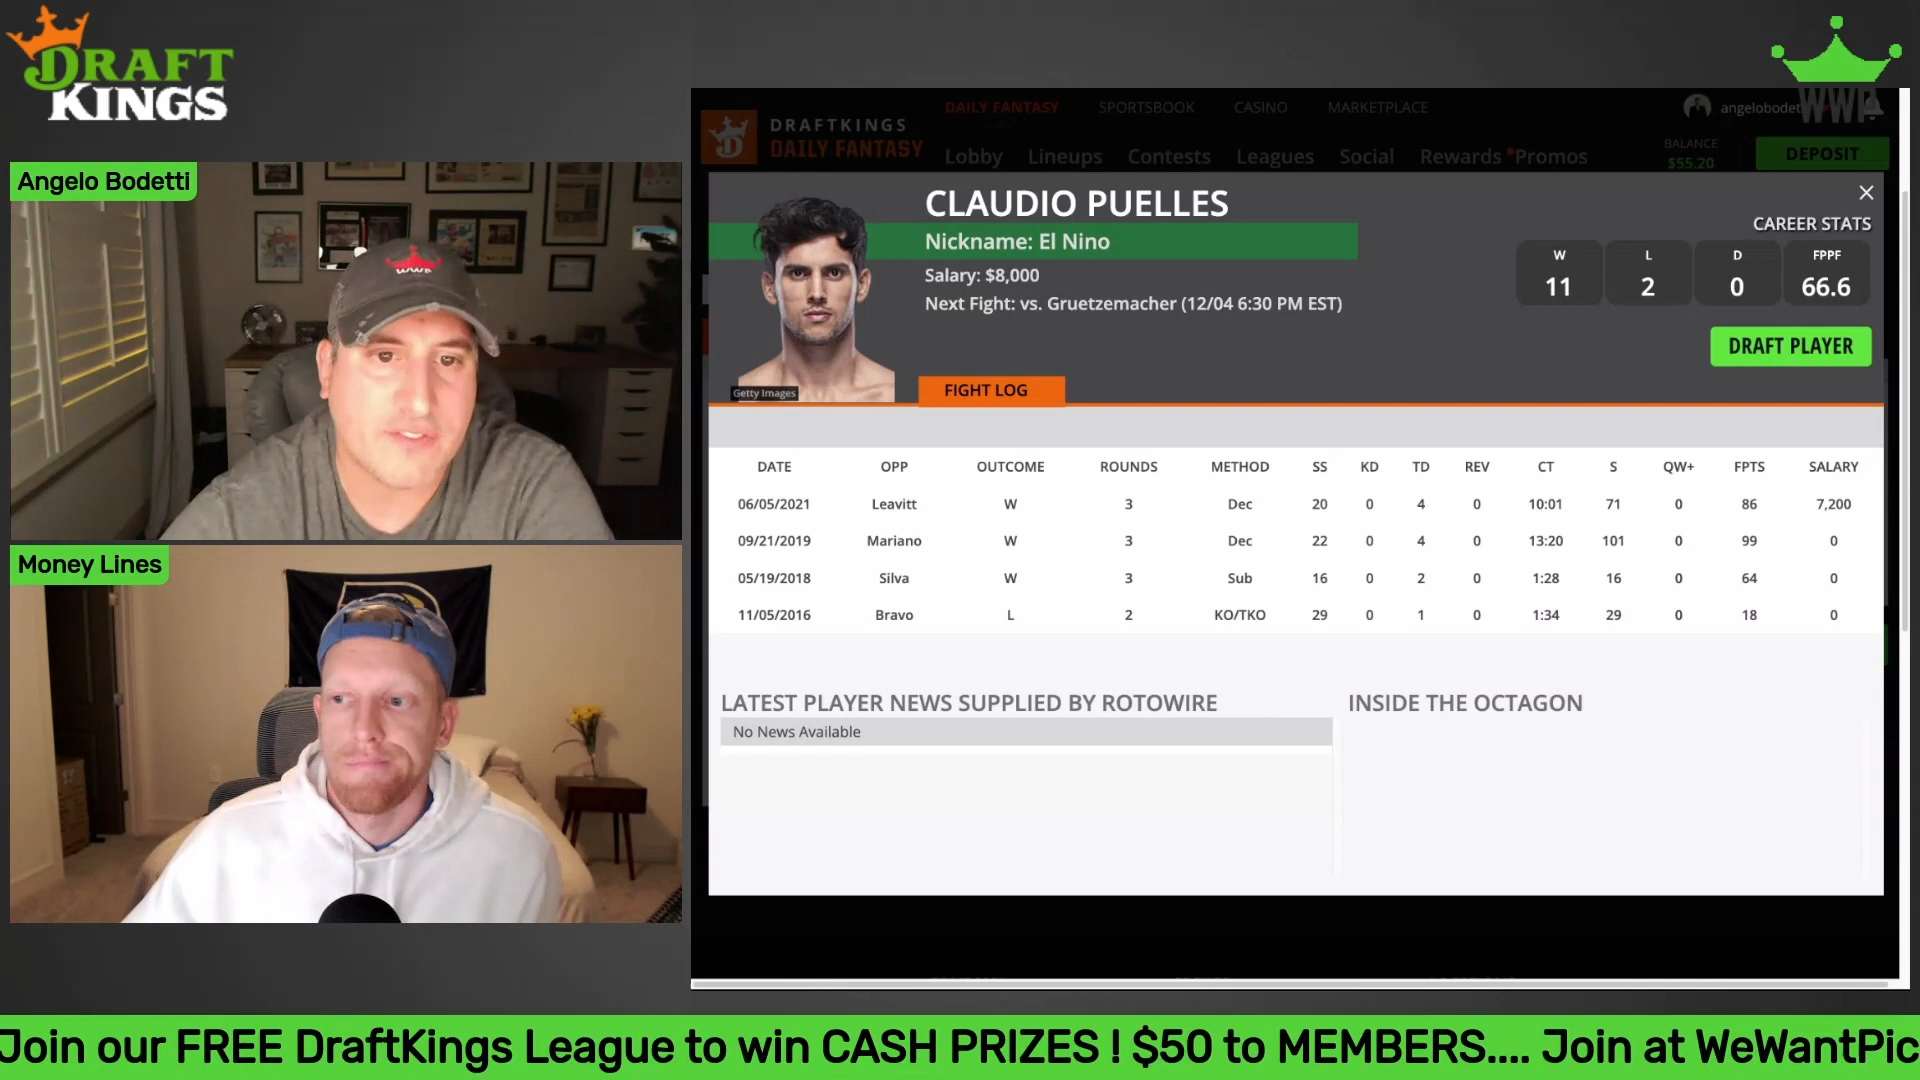 DRAFT
KINGS
WWP
DAILY FANTASY SPORTSBOOK CASINO MARKETPLACE
angelobodet
DRAFTKINGS
DAILY FANTASY
Lobby Lineups Contests Leagues Social Rewards Promos
BALANCE
$55.20
DEPOSIT
Angelo Bodetti
WWP
CLAUDIO PUELLES
Nickname: El Nino
Salary: $8,000
Next Fight: vs. Gruetzemacher (12/04 6:30 PM EST)
Getty Images
CAREER STATS
W L D FPPF
11 2 0 66.6
DRAFT PLAYER
FIGHT LOG
DATE OPP OUTCOME ROUNDS METHOD SS KD TD REV CT S QW+ FPTS SALARY
06/05/2021 Leavitt W 3 Dec 20 0 4 0 10:01 71 0 86 7,200
09/21/2019 Mariano W 3 Dec 22 0 4 0 13:20 101 0 99 0
05/19/2018 Silva W 3 Sub 16 0 2 0 1:28 16 0 64 0
11/05/2016 Bravo L 2 KO/TKO 29 0 1 0 1:34 29 0 18 0
LATEST PLAYER NEWS SUPPLIED BY ROTOWIRE
No News Available
INSIDE THE OCTAGON
Money Lines
Join our FREE DraftKings League to win CASH PRIZES ! $50 to MEMBERS.... Join at WeWantPic